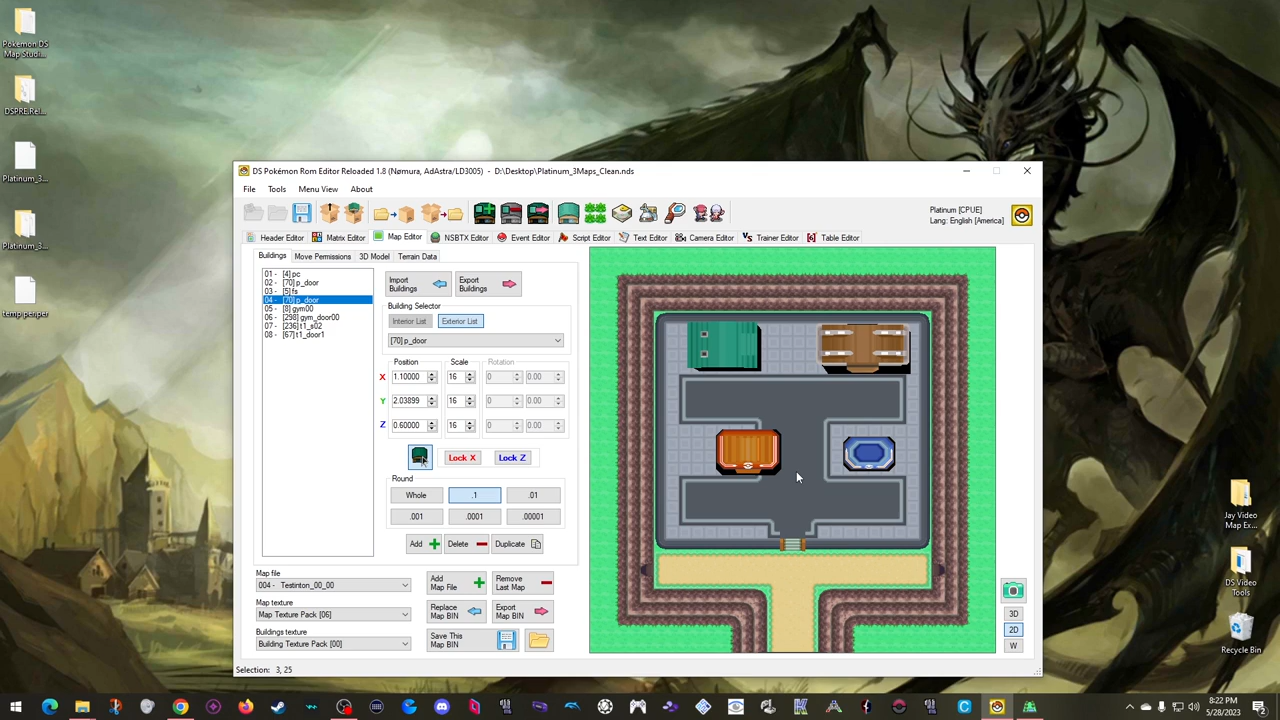 Pokemon DS
Map Studi...
DSPRE.Rel...
Platinum_3...
Platinum_3...
temp.penper
DS Pokémon Rom Editor Reloaded 1.8 (Nømura, AdAstra/LD3005) - D:\Desktop\Platinum_3Maps_Clean.nds
File Tools Menu View About
Platinum [CPUE]
Lang: English [America]
Header Editor Matrix Editor Map Editor NSBTX Editor Event Editor Script Editor Text Editor Camera Editor Trainer Editor Table Editor
Buildings Move Permissions 3D Model Terrain Data
01 - [4] pc
02 - [70] p_door
03 - [5] fs
04 - [70] p_door
05 - [8] gym00
06 - [298] gym_door00
07 - [236] t1_s02
08 - [67] t1_door1
Import
Buildings
Export
Buildings
Building Selector
Interior List Exterior List
[70] p_door
Position Scale Rotation
X 1.10000 16 0 0.00
Y 2.03899 16 0 0.00
Z 0.60000 16 0 0.00
Lock X Lock Z
Round
Whole .1 .01
.001 .0001 .00001
Add Delete Duplicate
Map file
004 - Testinton_00_00
Map texture
Map Texture Pack [06]
Buildings texture
Building Texture Pack [00]
Add
Map File
Remove
Last Map
Replace
Map BIN
Export
Map BIN
Save This
Map BIN
3D
2D
W
Selection: 3, 25
Jay Video
Map Ex...
DS Video
Tools
Recycle Bin
8:22 PM
5/28/2023